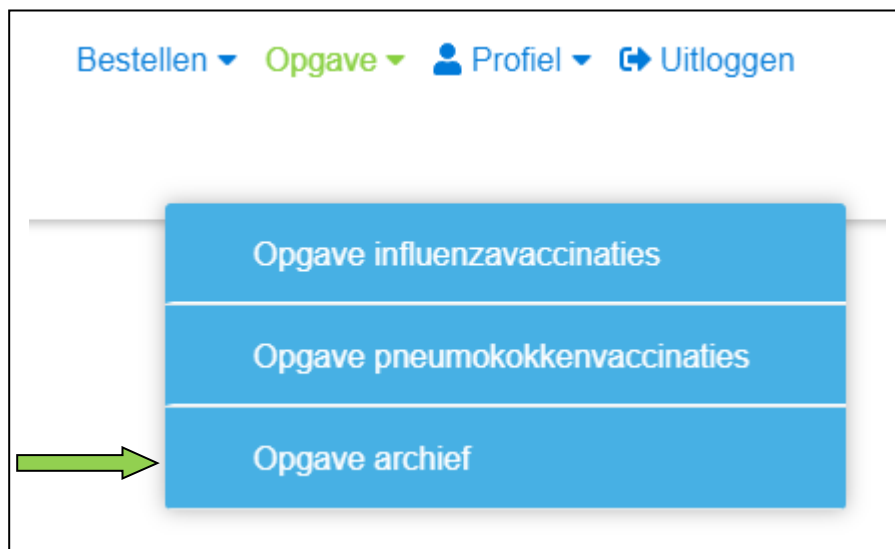 Bestellen Opgave Profiel Uitloggen
Opgave influenzavaccinaties
Opgave pneumokokkenvaccinaties
Opgave archief